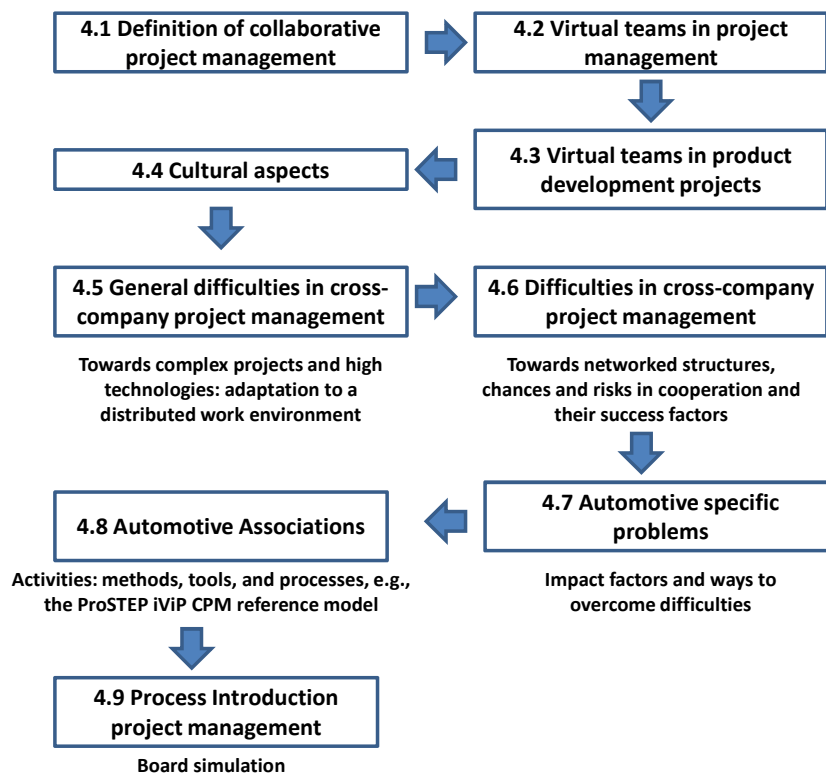 4.1 Definition of collaborative
project management
4.2 Virtual teams in project
management
4.3 Virtual teams in product
development projects
4.4 Cultural aspects
4.5 General difficulties in cross-
company project management
Towards complex projects and high
technologies: adaptation to a
distributed work environment
4.6 Difficulties in cross-company
project management
Towards networked structures,
chances and risks in cooperation and
their success factors
4.7 Automotive specific
problems
Impact factors and ways to
overcome difficulties
4.8 Automotive Associations
Activities: methods, tools, and processes, e.g.,
the ProSTEP iViP CPM reference model
4.9 Process Introduction
project management
Board simulation